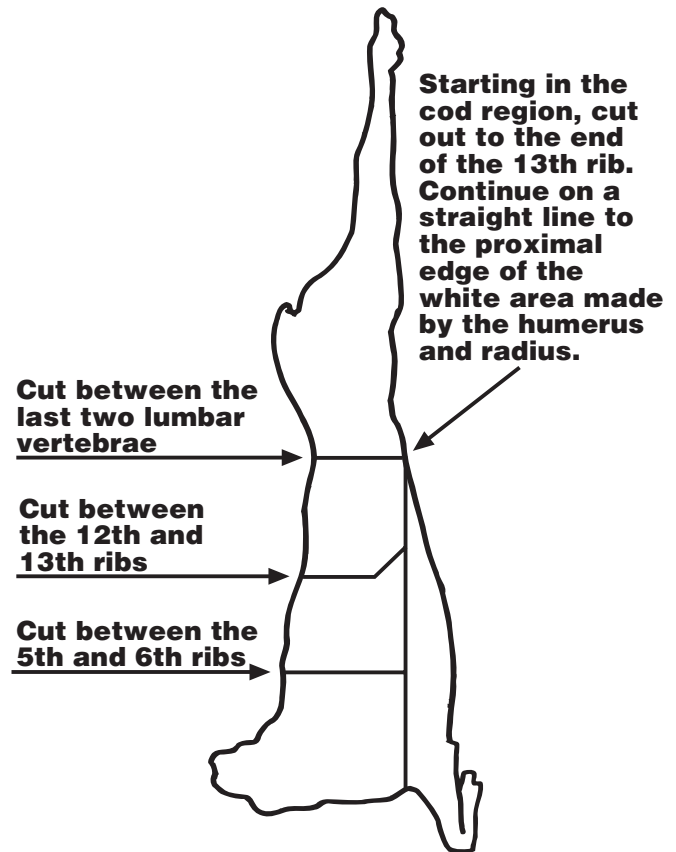 Starting in the
cod region, cut
out to the end
of the 13th rib.
Continue on a
straight line to
the proximal
edge of the
white area made
by the humerus
and radius.
Cut between the
last two lumbar
vertebrae
Cut between
the 12th and
13th ribs
Cut between the
5th and 6th ribs